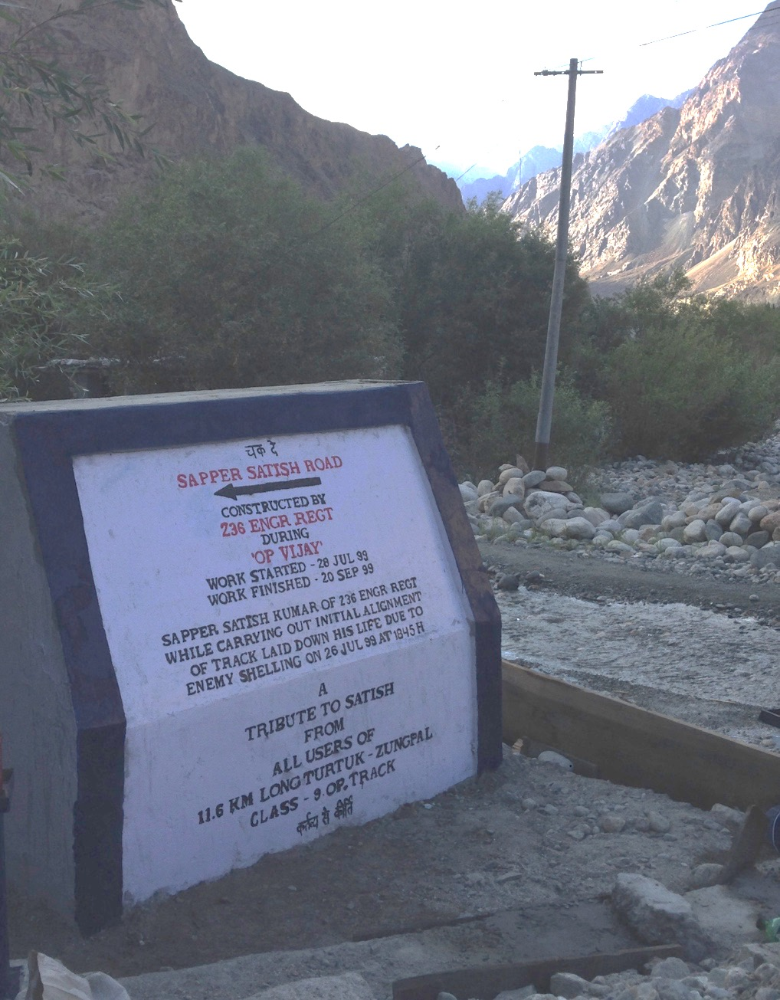 चक दे
SAPPER SATISH ROAD
CONSTRUCTED BY
236 ENGR REGT
DURING
'OP VIJAY'
WORK STARTED - 28 JUL 99
WORK FINISHED - 20 SEP 99
SAPPER SATISH KUMAR OF 236 ENGR REGT
WHILE CARRYING OUT INITIAL ALIGNMENT
OF TRACK LAID DOWN HIS LIFE DUE TO
ENEMY SHELLING ON 26 JUL 99 AT 1845 H
A
TRIBUTE TO SATISH
FROM
ALL USERS OF
11.6 KM LONG TURTUK - ZUNGPAL
CLASS - 9. OP. TRACK
कर्तव्य से कीर्ति